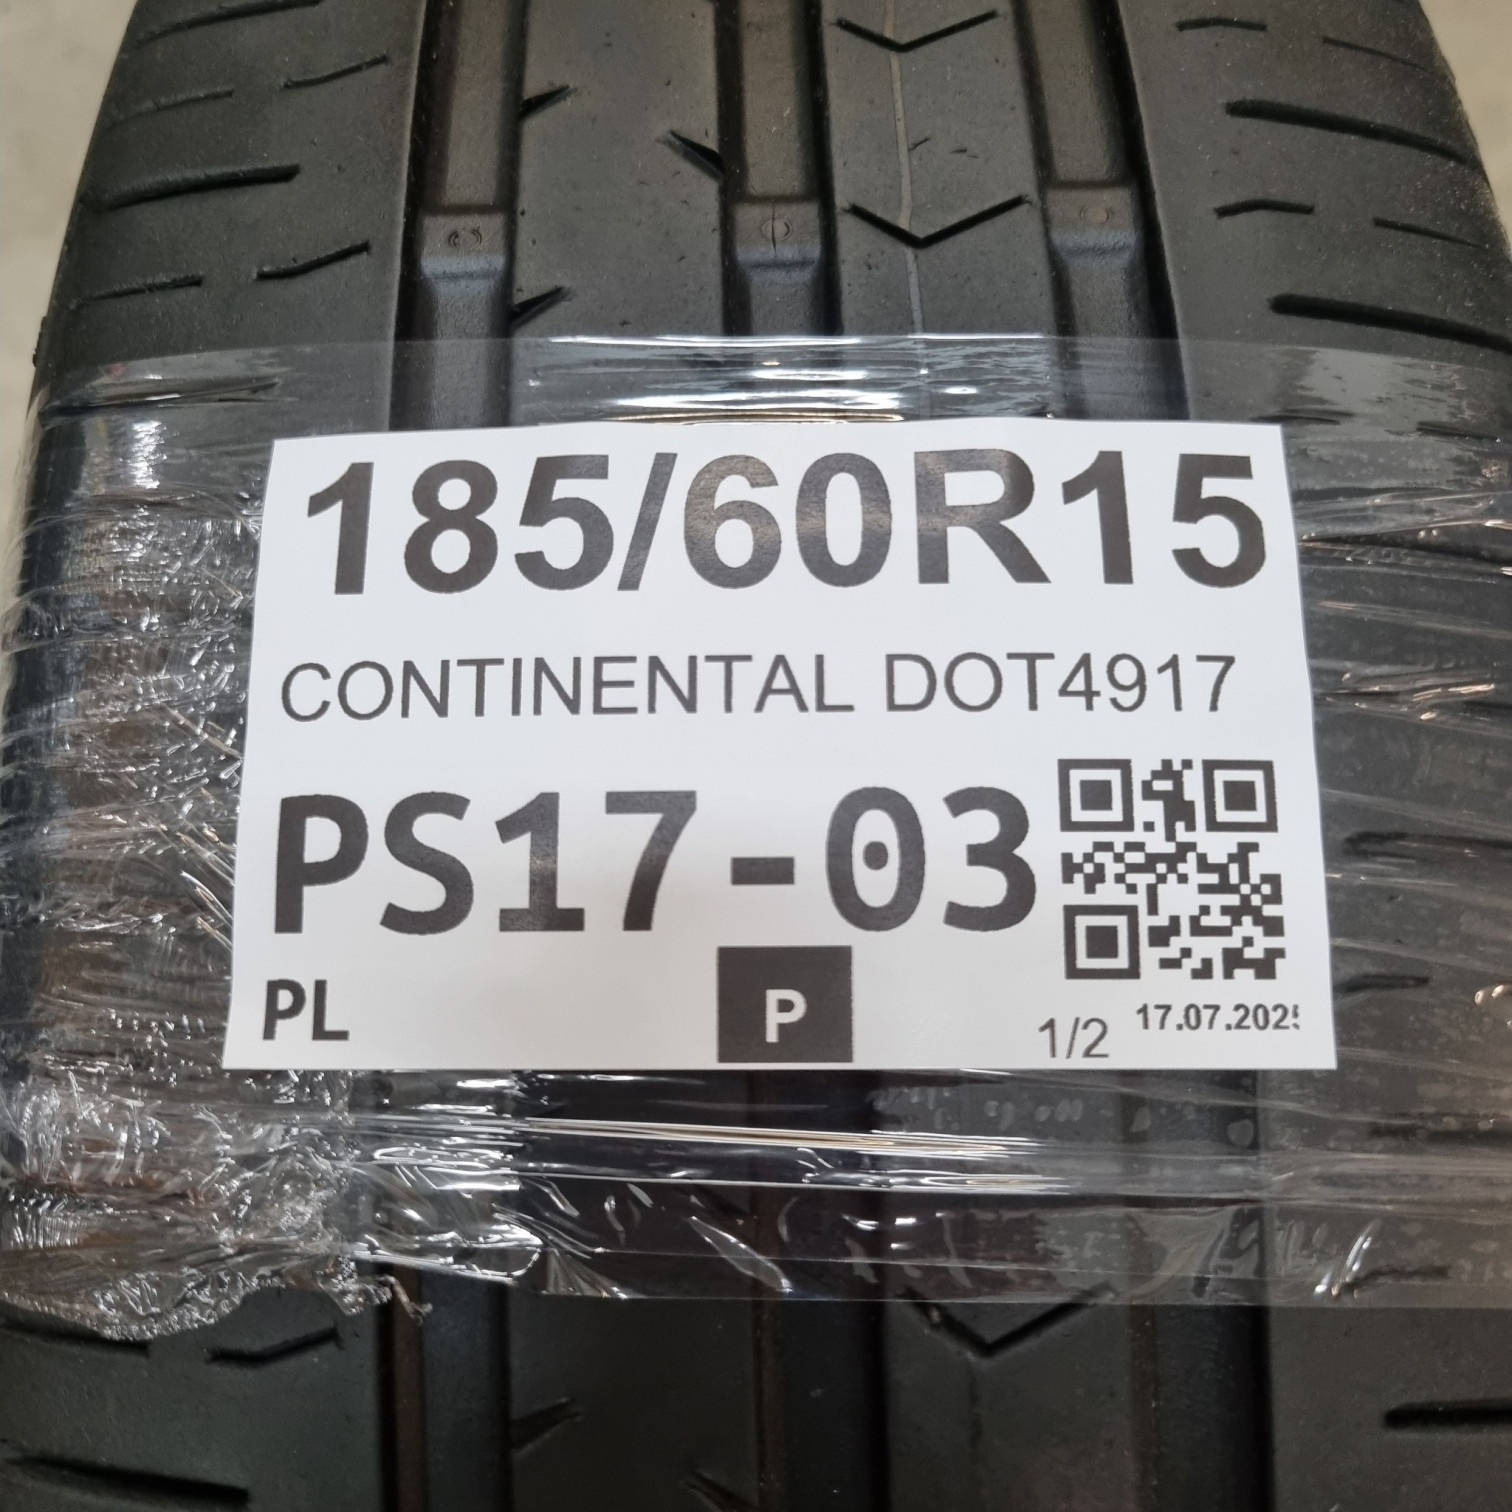 185/60R15
CONTINENTAL DOT4917
PS17-03
PL
P
1/2
17.07.2025